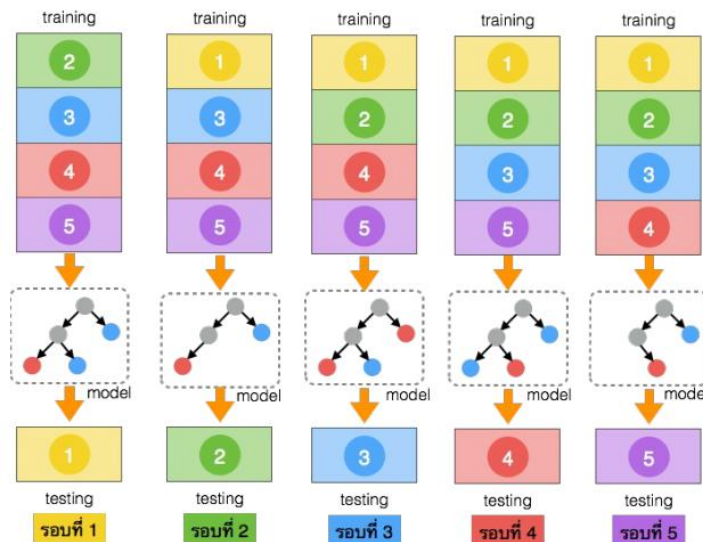 training training training training training
2 1 1 1 1
3 3 2 2 2
4 4 4 3 3
5 5 5 5 4
model model model model model
1 2 3 4 5
testing testing testing testing testing
รอบที่ 1 รอบที่ 2 รอบที่ 3 รอบที่ 4 รอบที่ 5